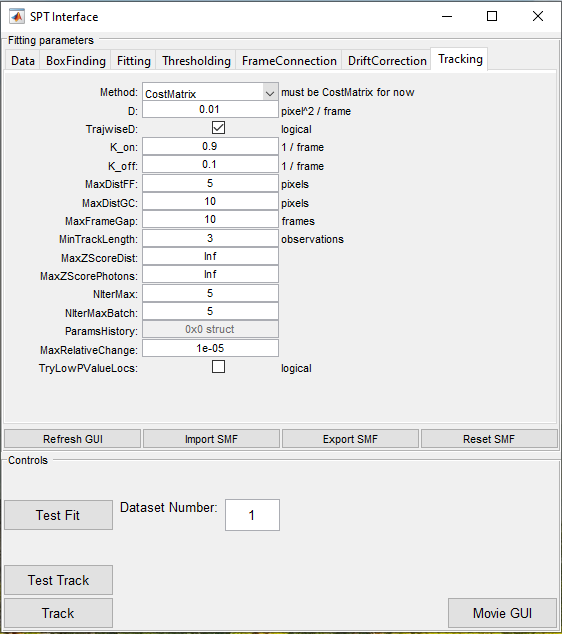 SPT Interface
Fitting parameters
Data BoxFinding Fitting Thresholding FrameConnection DriftCorrection Tracking
Method: CostMatrix must be CostMatrix for now
D: 0.01 pixel^2 / frame
TrajwiseD: logical
K_on: 0.9 1 / frame
K_off: 0.1 1 / frame
MaxDistFF: 5 pixels
MaxDistGC: 10 pixels
MaxFrameGap: 10 frames
MinTrackLength: 3 observations
MaxZScoreDist: Inf
MaxZScorePhotons: Inf
NIterMax: 5
NIterMaxBatch: 5
ParamsHistory: 0x0 struct
MaxRelativeChange: 1e-05
TryLowPValueLocs: logical
Refresh GUI Import SMF Export SMF Reset SMF
Controls
Test Fit Dataset Number: 1
Test Track
Track Movie GUI